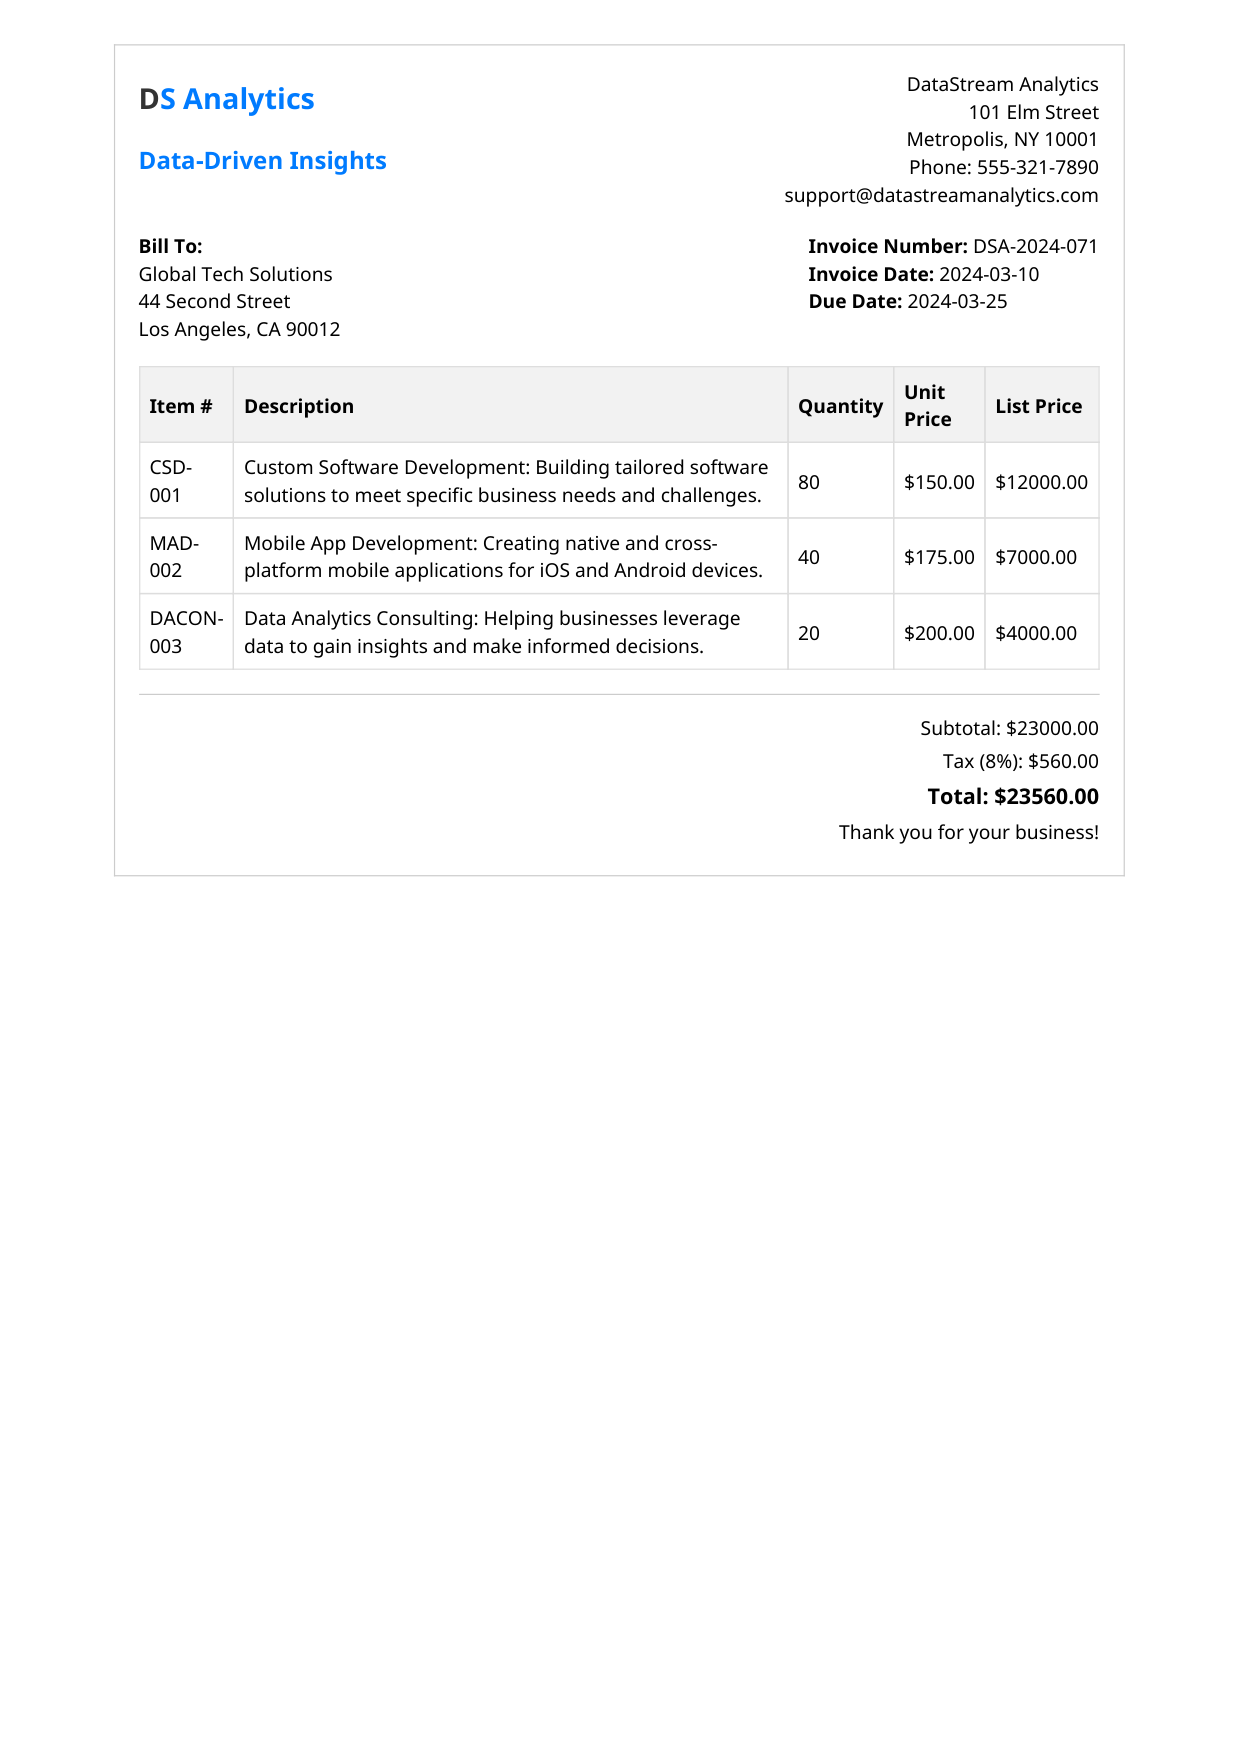 DS Analytics
Data-Driven Insights
DataStream Analytics
101 Elm Street
Metropolis, NY 10001
Phone: 555-321-7890
support@datastreamanalytics.com
Bill To:
Global Tech Solutions
44 Second Street
Los Angeles, CA 90012
Invoice Number: DSA-2024-071
Invoice Date: 2024-03-10
Due Date: 2024-03-25
Item # Description Quantity Unit Price List Price
CSD-001 Custom Software Development: Building tailored software
solutions to meet specific business needs and challenges. 80 $150.00 $12000.00
MAD-002 Mobile App Development: Creating native and cross-
platform mobile applications for iOS and Android devices. 40 $175.00 $7000.00
DACON-003 Data Analytics Consulting: Helping businesses leverage
data to gain insights and make informed decisions. 20 $200.00 $4000.00
Subtotal: $23000.00
Tax (8%): $560.00
Total: $23560.00
Thank you for your business!